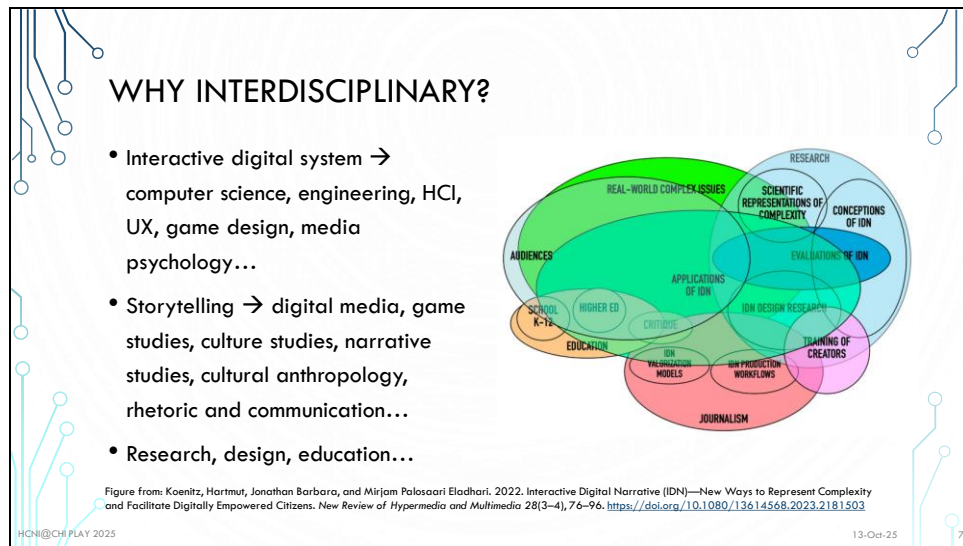 WHY INTERDISCIPLINARY?
• Interactive digital system →
computer science, engineering, HCI,
UX, game design, media
psychology…
• Storytelling → digital media, game
studies, culture studies, narrative
studies, cultural anthropology,
rhetoric and communication…
• Research, design, education…
RESEARCH
REAL-WORLD COMPLEX ISSUES
SCIENTIFIC
REPRESENTATIONS OF
COMPLEXITY
CONCEPTIONS
OF IDN
AUDIENCES
EVALUATIONS OF IDN
APPLICATIONS
OF IDN
SCHOOL
K-12
HIGHER ED
IDN DESIGN RESEARCH
CRITIQUE
EDUCATION
TRAINING OF
CREATORS
IDN
VALORIZATION
MODELS
IDN PRODUCTION
WORKFLOWS
JOURNALISM
Figure from: Koenitz, Hartmut, Jonathan Barbara, and Mirjam Palosaari Eladhari. 2022. Interactive Digital Narrative (IDN)—New Ways to Represent Complexity
and Facilitate Digitally Empowered Citizens. New Review of Hypermedia and Multimedia 28(3–4), 76–96. https://doi.org/10.1080/13614568.2023.2181503
HCNI@CHI PLAY 2025
13-Oct-25
7